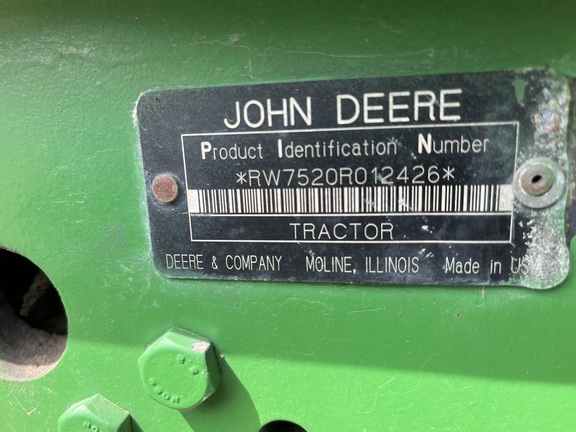 JOHN DEERE
Product Identification Number
*RW7520R012426*
TRACTOR
DEERE & COMPANY MOLINE, ILLINOIS Made in USA